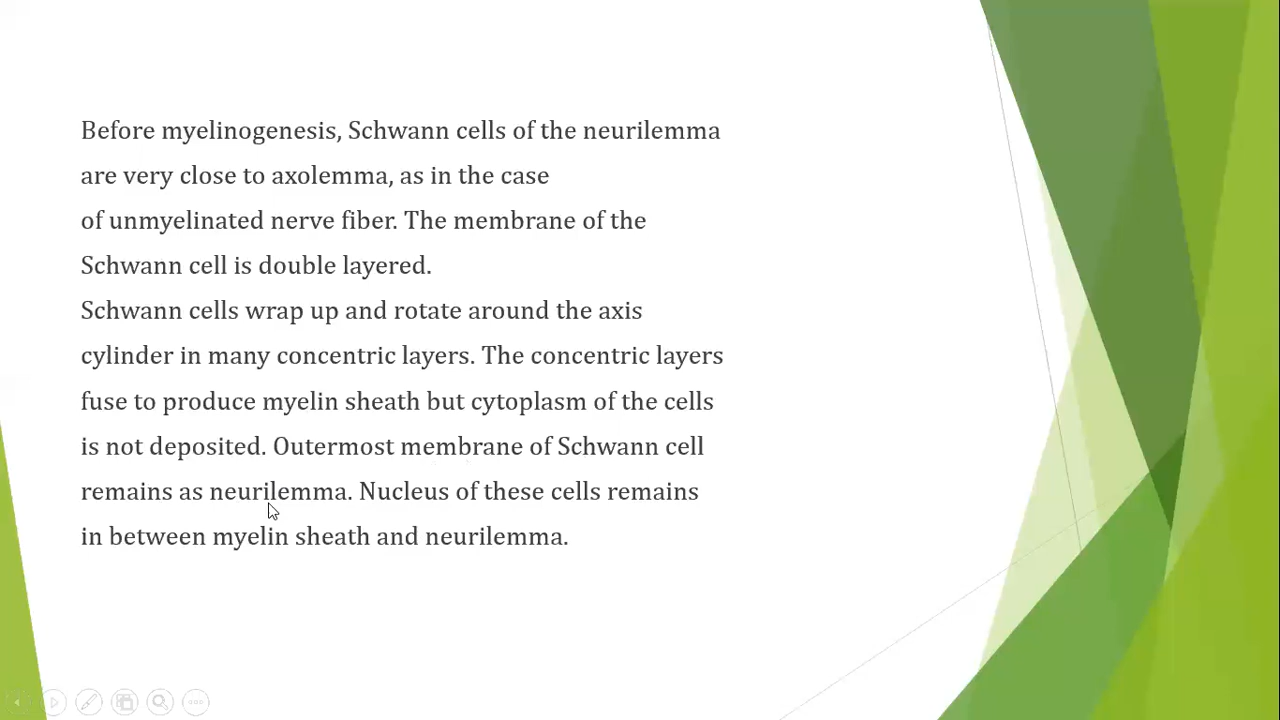 Before myelinogenesis, Schwann cells of the neurilemma
are very close to axolemma, as in the case
of unmyelinated nerve fiber. The membrane of the
Schwann cell is double layered.
Schwann cells wrap up and rotate around the axis
cylinder in many concentric layers. The concentric layers
fuse to produce myelin sheath but cytoplasm of the cells
is not deposited. Outermost membrane of Schwann cell
remains as neurilemma. Nucleus of these cells remains
in between myelin sheath and neurilemma.